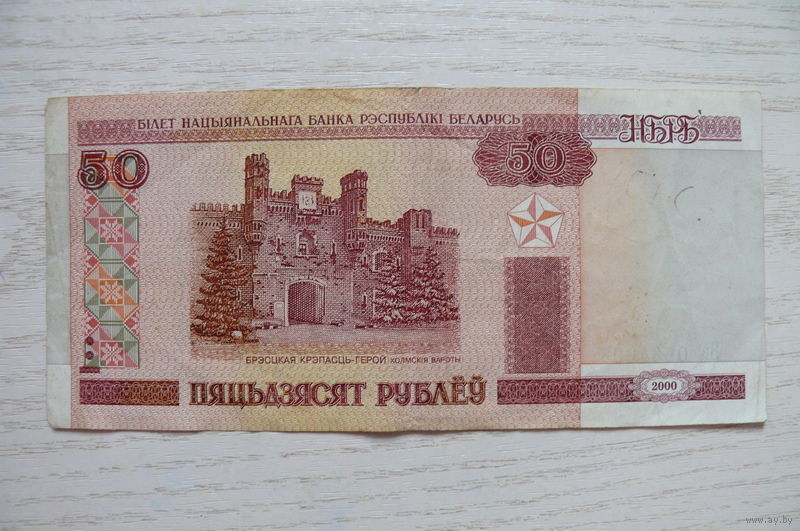 БІЛЕТ НАЦЫЯНАЛЬНАГА БАНКА РЭСПУБЛІКІ БЕЛАРУСЬ
НБРБ
50
50
БРЭСЦКАЯ КРЭПАСЦЬ-ГЕРОЙ ХОЛМСКІЯ ВАРОТЫ
ПЯЦЬДЗЯСЯТ РУБЛЁЎ
2000
www.ay.by